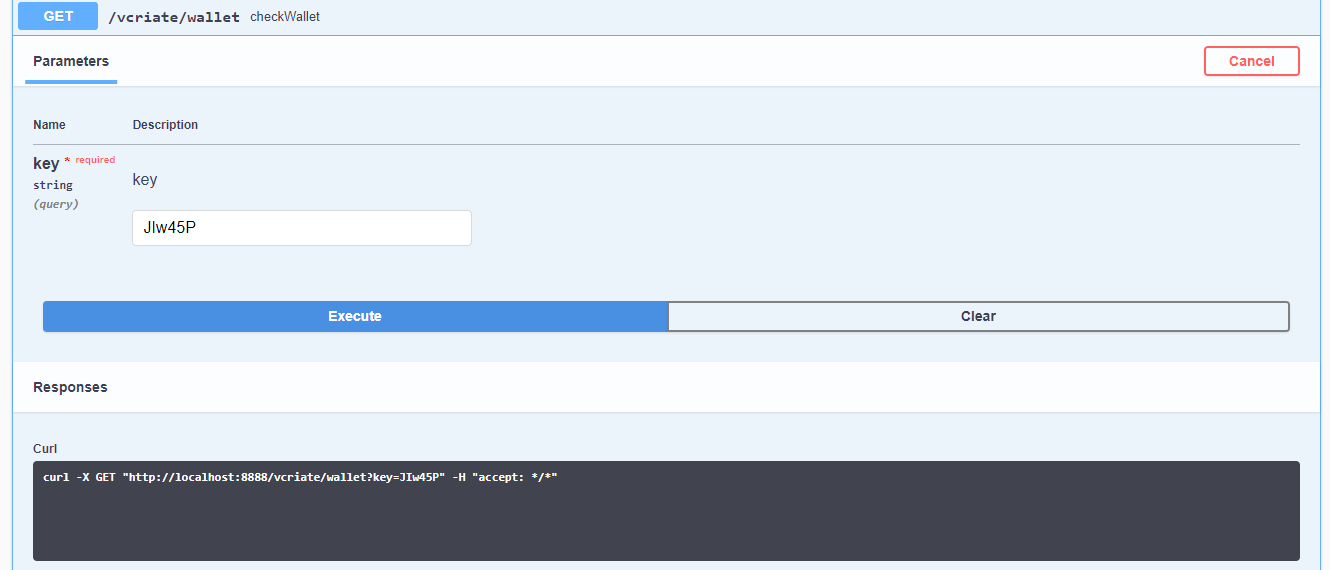 GET /vcriate/wallet checkWallet
Parameters Cancel
Name Description
key * required
string
(query)
key
JIw45P
Execute Clear
Responses
Curl
curl -X GET "http://localhost:8888/vcriate/wallet?key=JIw45P" -H "accept: */*"